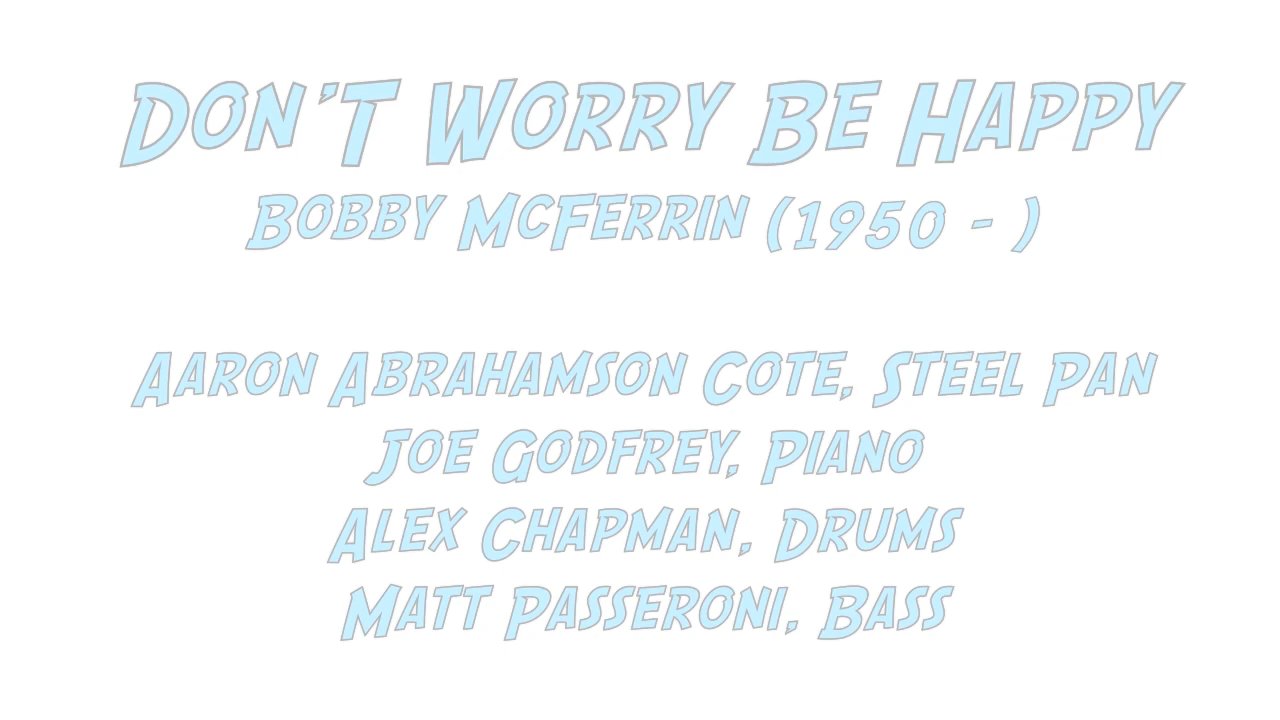 Don't Worry Be Happy
Bobby McFerrin (1950 - )
Aaron Abrahamson Cote, Steel Pan
Joe Godfrey, Piano
Alex Chapman, Drums
Matt Passeroni, Bass